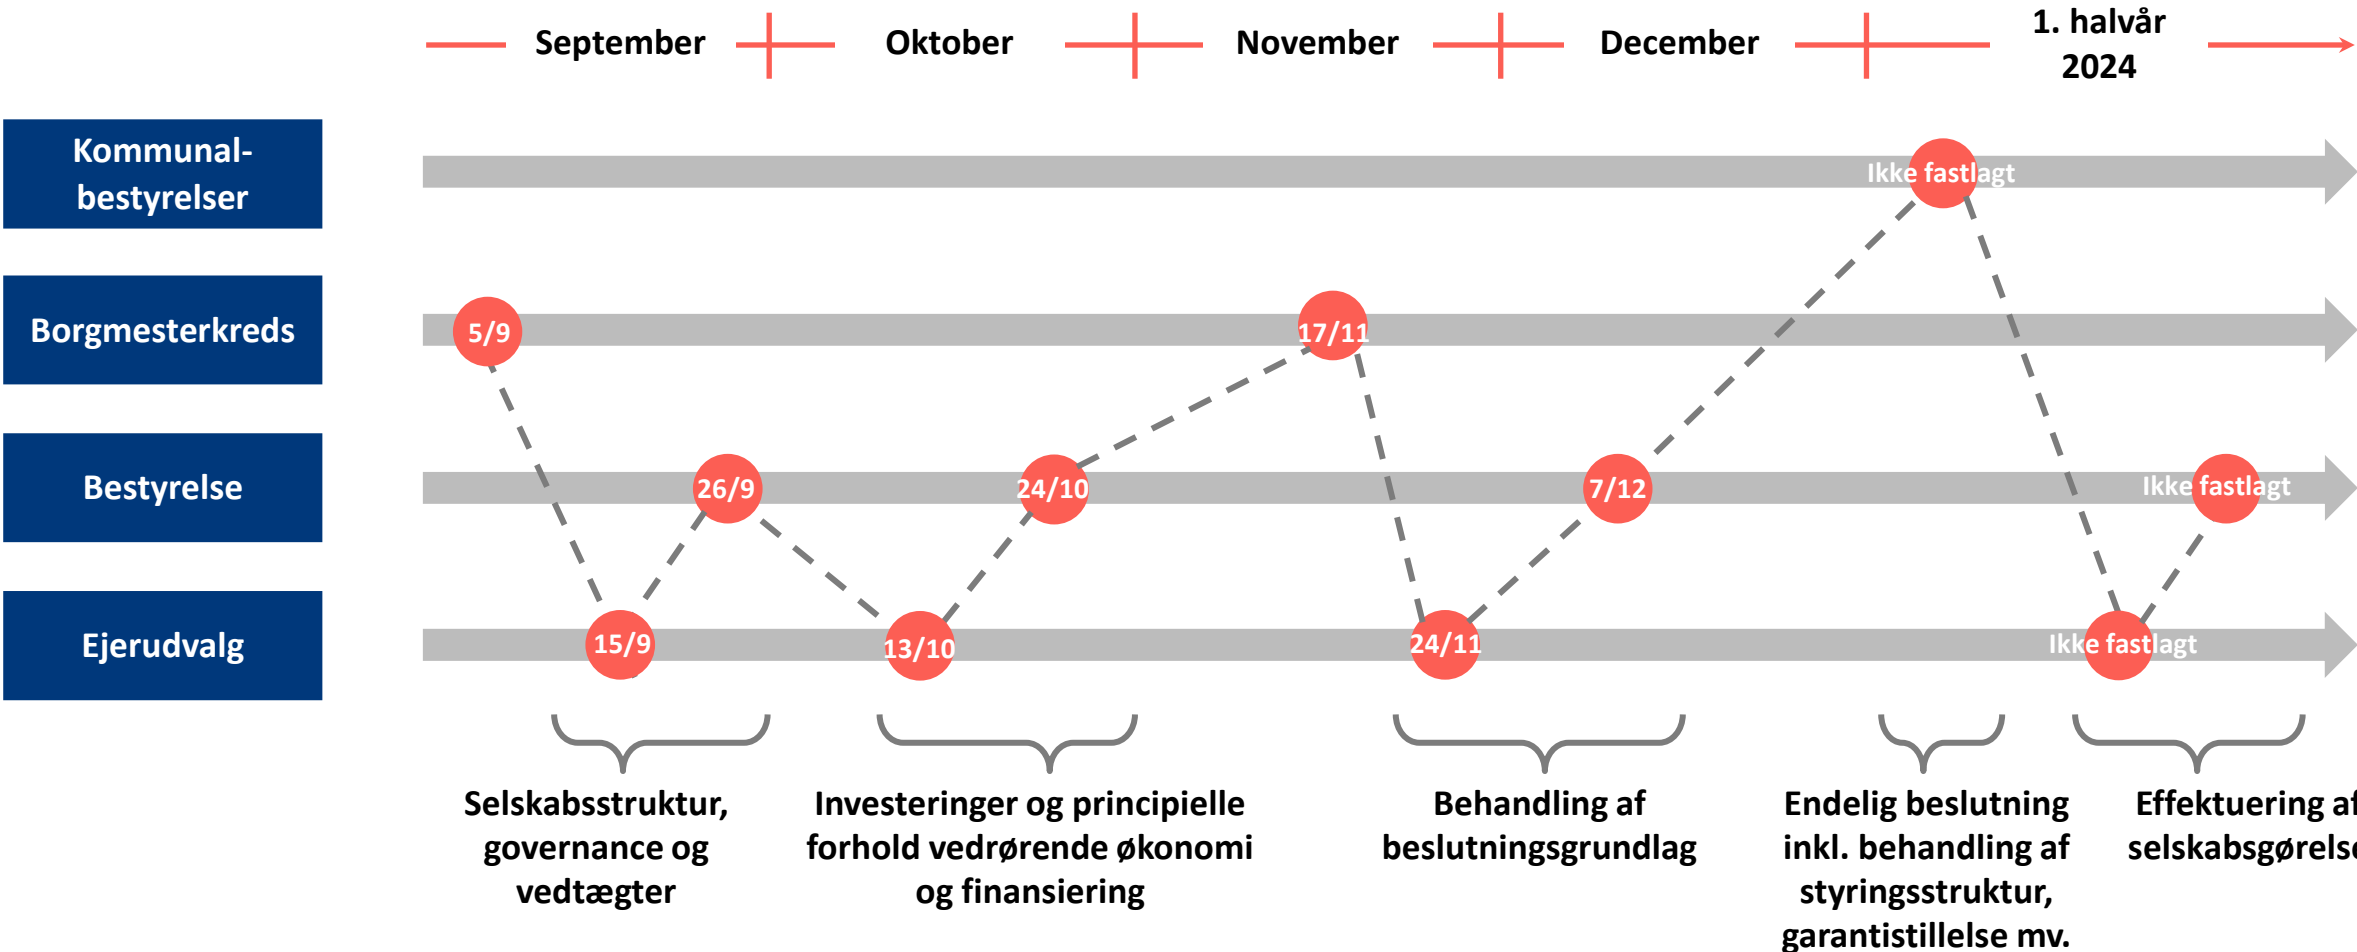 September
Oktober
November
December
1. halvår
2024
Kommunal-
bestyrelser
Ikke fastlagt
Borgmesterkreds
5/9
17/11
Bestyrelse
26/9
24/10
7/12
Ikke fastlagt
Ejerudvalg
15/9
13/10
24/11
Ikke fastlagt
Selskabsstruktur,
governance og
vedtægter
Investeringer og principielle
forhold vedrørende økonomi
og finansiering
Behandling af
beslutningsgrundlag
Endelig beslutning
inkl. behandling af
styringsstruktur,
garantistillelse mv.
Effektuering af
selskabsgørelse